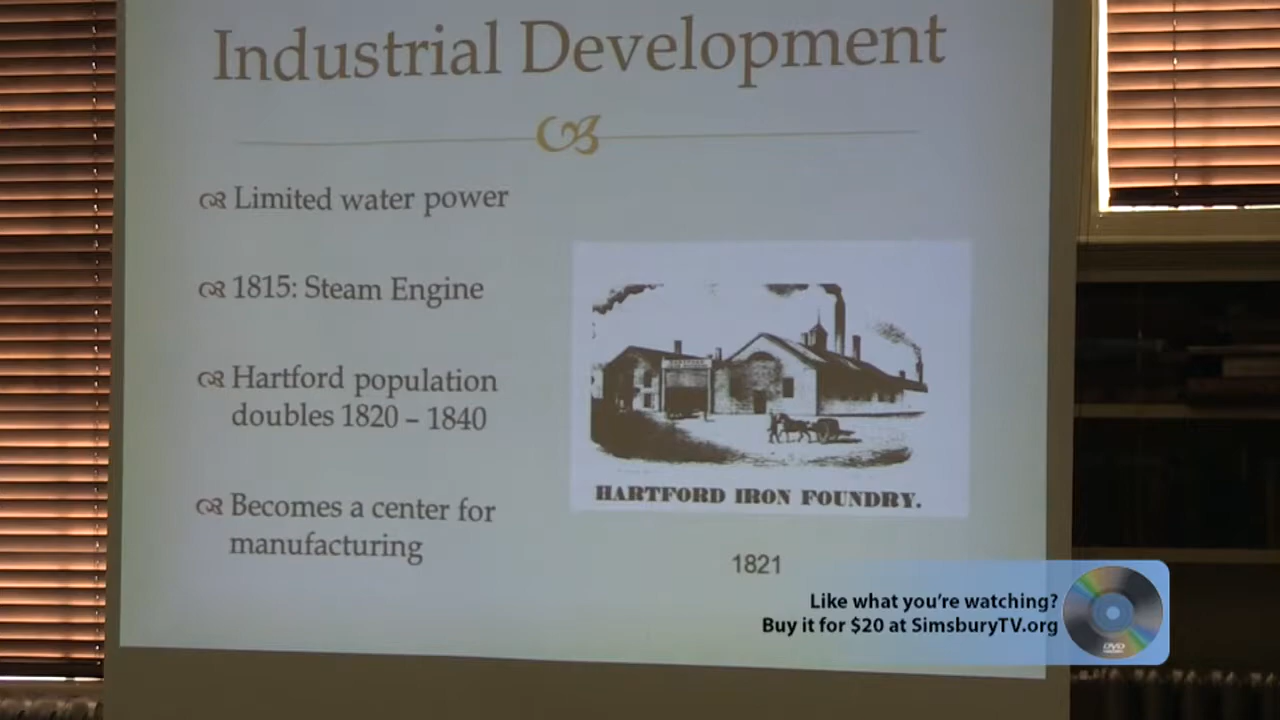 Industrial Development
Limited water power
1815: Steam Engine
Hartford population
doubles 1820 – 1840
Becomes a center for
manufacturing
HARTFORD IRON FOUNDRY.
1821
Like what you're watching?
Buy it for $20 at SimsburyTV.org
DVD